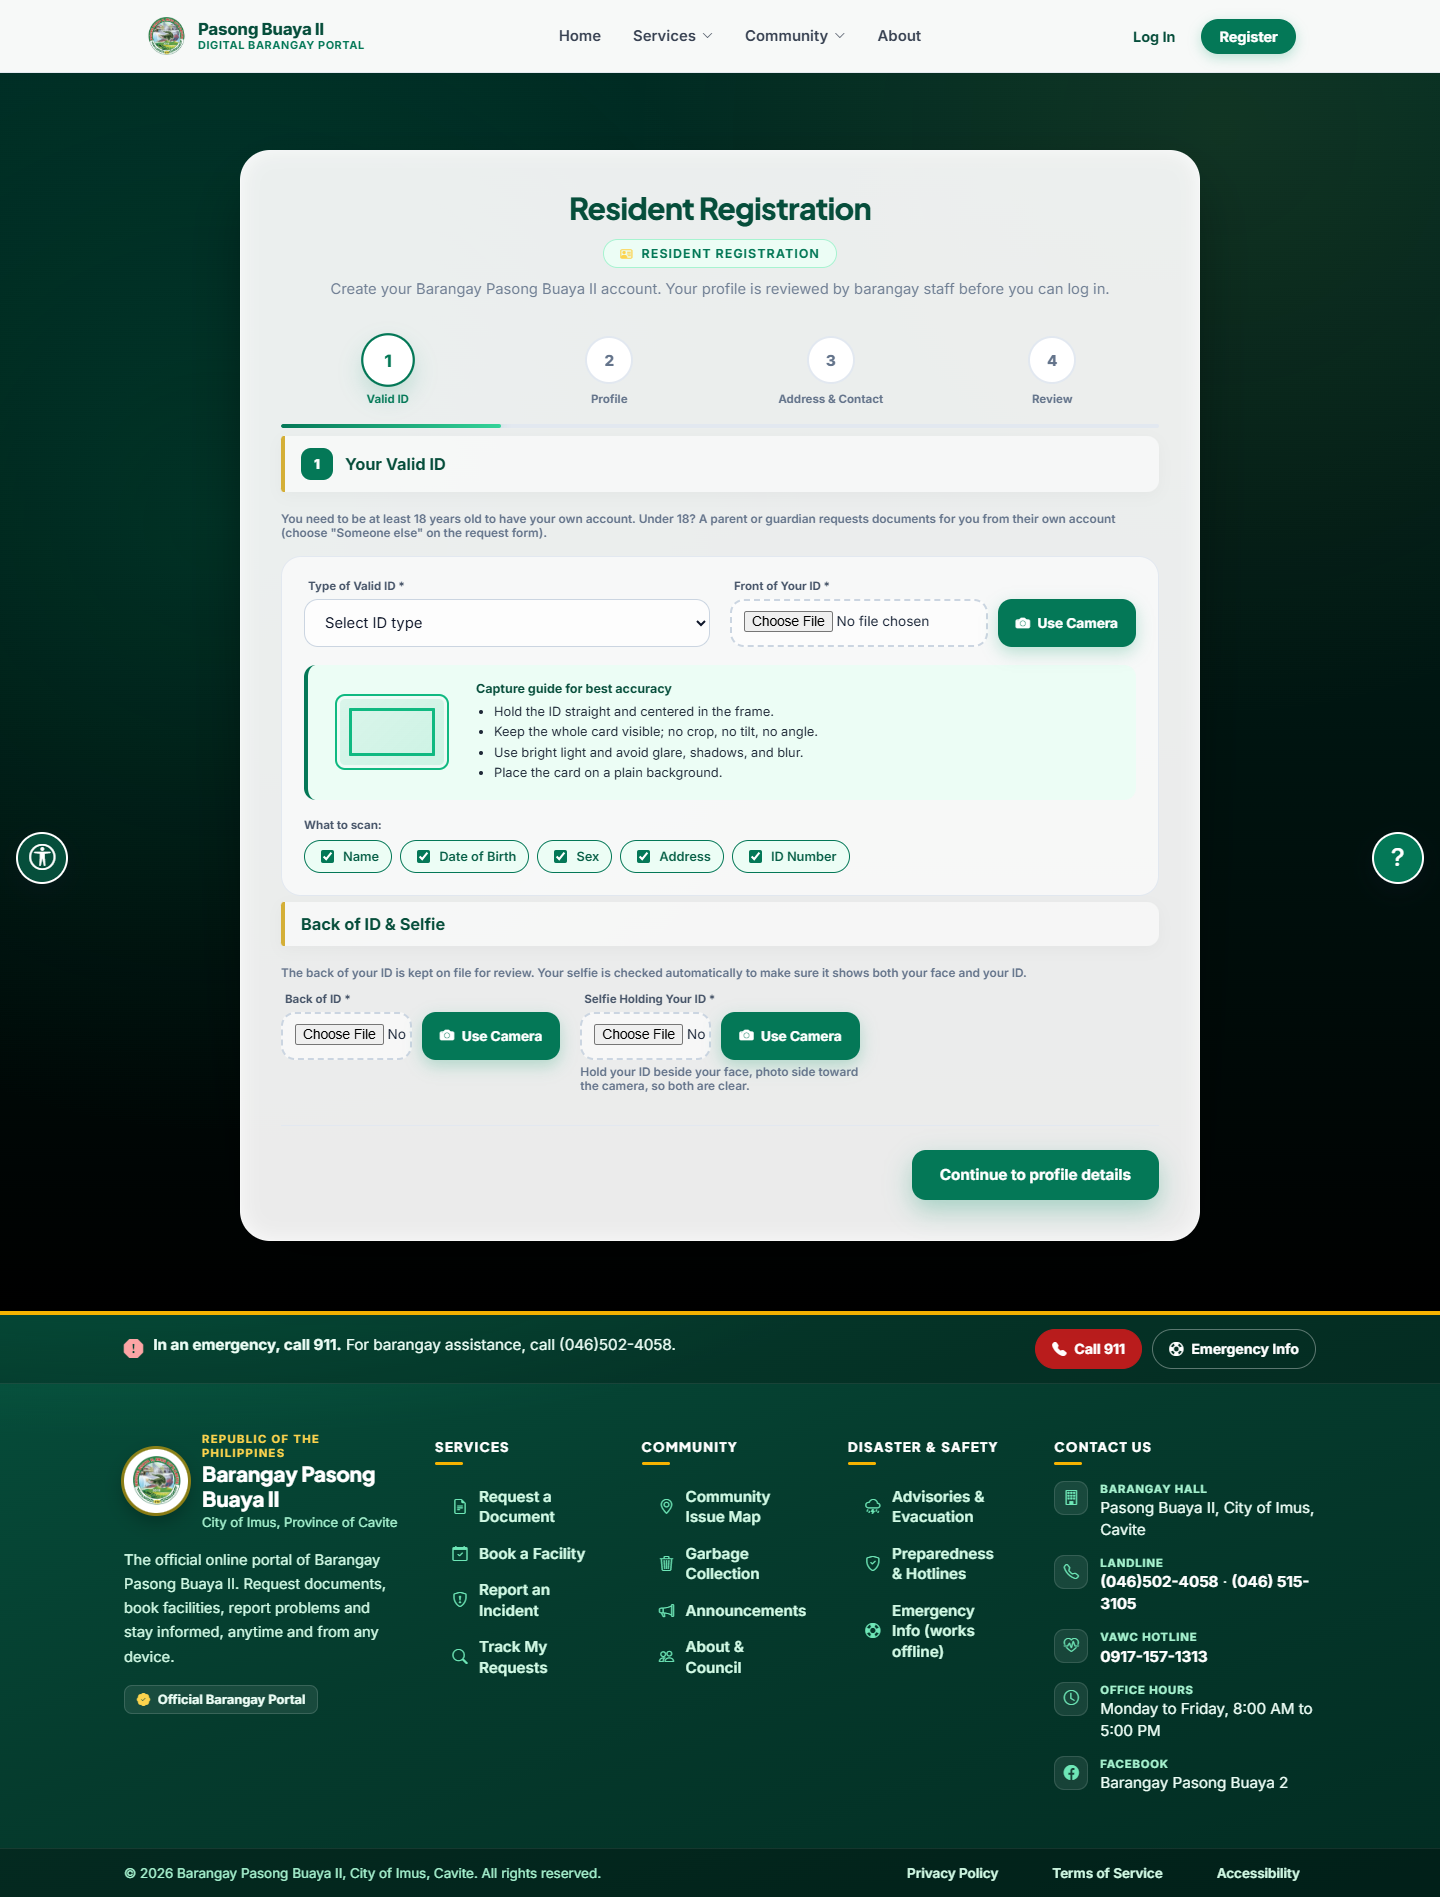 Pasong Buaya II
DIGITAL BARANGAY PORTAL
Home
Services
Community
About
Log In
Register
Resident Registration
RESIDENT REGISTRATION
Create your Barangay Pasong Buaya II account. Your profile is reviewed by barangay staff before you can log in.
1
2
3
4
Valid ID
Profile
Address & Contact
Review
1
Your Valid ID
You need to be at least 18 years old to have your own account. Under 18? A parent or guardian requests documents for you from their own account
(choose "Someone else" on the request form).
Type of Valid ID *
Front of Your ID *
Select ID type
Choose File No file chosen
Use Camera
Capture guide for best accuracy
• Hold the ID straight and centered in the frame.
• Keep the whole card visible; no crop, no tilt, no angle.
• Use bright light and avoid glare, shadows, and blur.
• Place the card on a plain background.
What to scan:
Name
Date of Birth
Sex
Address
ID Number
?
Back of ID & Selfie
The back of your ID is kept on file for review. Your selfie is checked automatically to make sure it shows both your face and your ID.
Back of ID *
Selfie Holding Your ID *
Choose File No
Use Camera
Choose File No
Use Camera
Hold your ID beside your face, photo side toward
the camera, so both are clear.
Continue to profile details
In an emergency, call 911. For barangay assistance, call (046)502-4058.
Call 911
Emergency Info
REPUBLIC OF THE
PHILIPPINES
Barangay Pasong
Buaya II
City of Imus, Province of Cavite
The official online portal of Barangay
Pasong Buaya II. Request documents,
book facilities, report problems and
stay informed, anytime and from any
device.
Official Barangay Portal
SERVICES
Request a
Document
Book a Facility
Report an
Incident
Track My
Requests
COMMUNITY
Community
Issue Map
Garbage
Collection
Announcements
About &
Council
DISASTER & SAFETY
Advisories &
Evacuation
Preparedness
& Hotlines
Emergency
Info (works
offline)
CONTACT US
BARANGAY HALL
Pasong Buaya II, City of Imus,
Cavite
LANDLINE
(046)502-4058 · (046) 515-
3105
VAWC HOTLINE
0917-157-1313
OFFICE HOURS
Monday to Friday, 8:00 AM to
5:00 PM
FACEBOOK
Barangay Pasong Buaya 2
© 2026 Barangay Pasong Buaya II, City of Imus, Cavite. All rights reserved.
Privacy Policy
Terms of Service
Accessibility